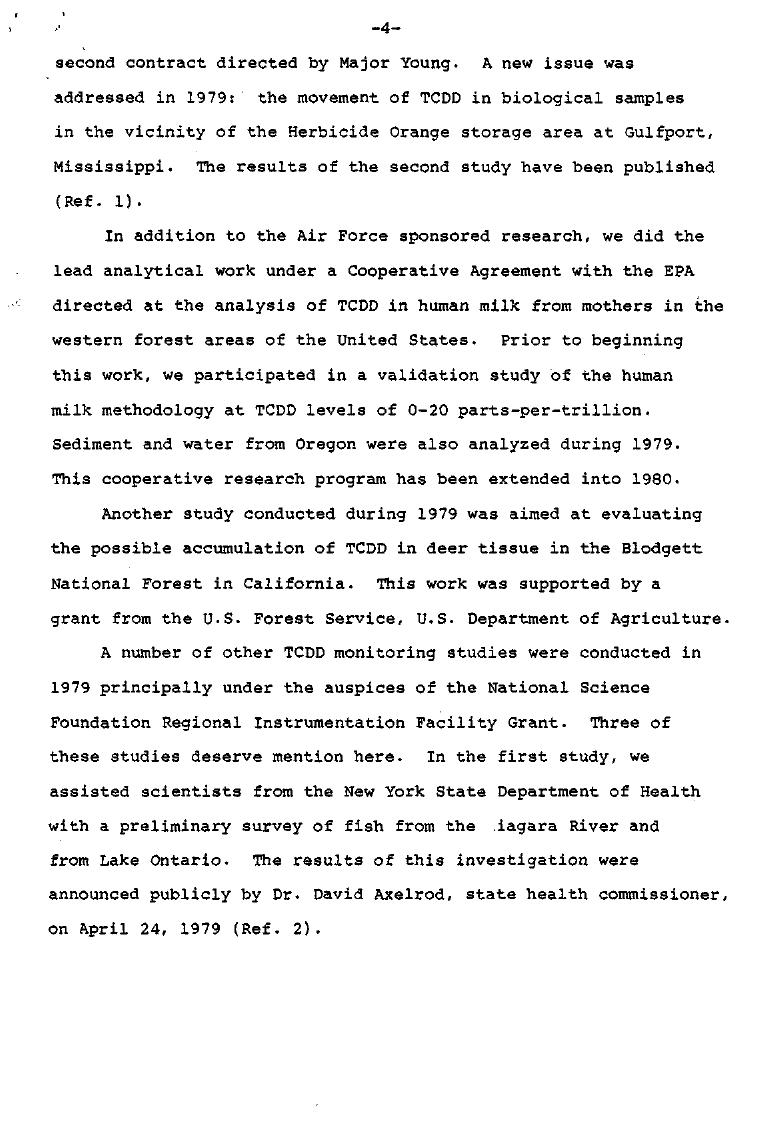 -4-
second contract directed by Major Young. A new issue was
addressed in 1979: the movement of TCDD in biological samples
in the vicinity of the Herbicide Orange storage area at Gulfport,
Mississippi. The results of the second study have been published
(Ref. 1).
In addition to the Air Force sponsored research, we did the
lead analytical work under a Cooperative Agreement with the EPA
directed at the analysis of TCDD in human milk from mothers in the
western forest areas of the United States. Prior to beginning
this work, we participated in a validation study of the human
milk methodology at TCDD levels of 0-20 parts-per-trillion.
Sediment and water from Oregon were also analyzed during 1979.
This cooperative research program has been extended into 1980.
Another study conducted during 1979 was aimed at evaluating
the possible accumulation of TCDD in deer tissue in the Blodgett
National Forest in California. This work was supported by a
grant from the U.S. Forest Service, U.S. Department of Agriculture.
A number of other TCDD monitoring studies were conducted in
1979 principally under the auspices of the National Science
Foundation Regional Instrumentation Facility Grant. Three of
these studies deserve mention here. In the first study, we
assisted scientists from the New York State Department of Health
with a preliminary survey of fish from the .iagara River and
from Lake Ontario. The results of this investigation were
announced publicly by Dr. David Axelrod, state health commissioner,
on April 24, 1979 (Ref. 2).